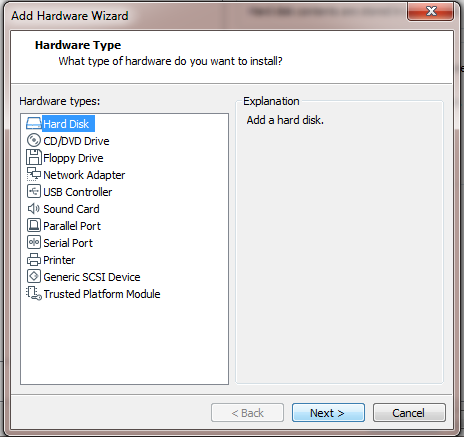 Add Hardware Wizard
Hardware Type
What type of hardware do you want to install?
Hardware types:
Hard Disk
CD/DVD Drive
Floppy Drive
Network Adapter
USB Controller
Sound Card
Parallel Port
Serial Port
Printer
Generic SCSI Device
Trusted Platform Module
Explanation
Add a hard disk.
< Back
Next >
Cancel